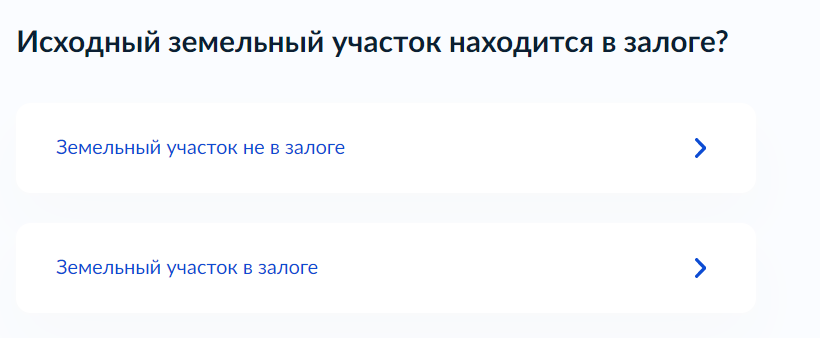 Исходный земельный участок находится в залоге?
Земельный участок не в залоге
Земельный участок в залоге